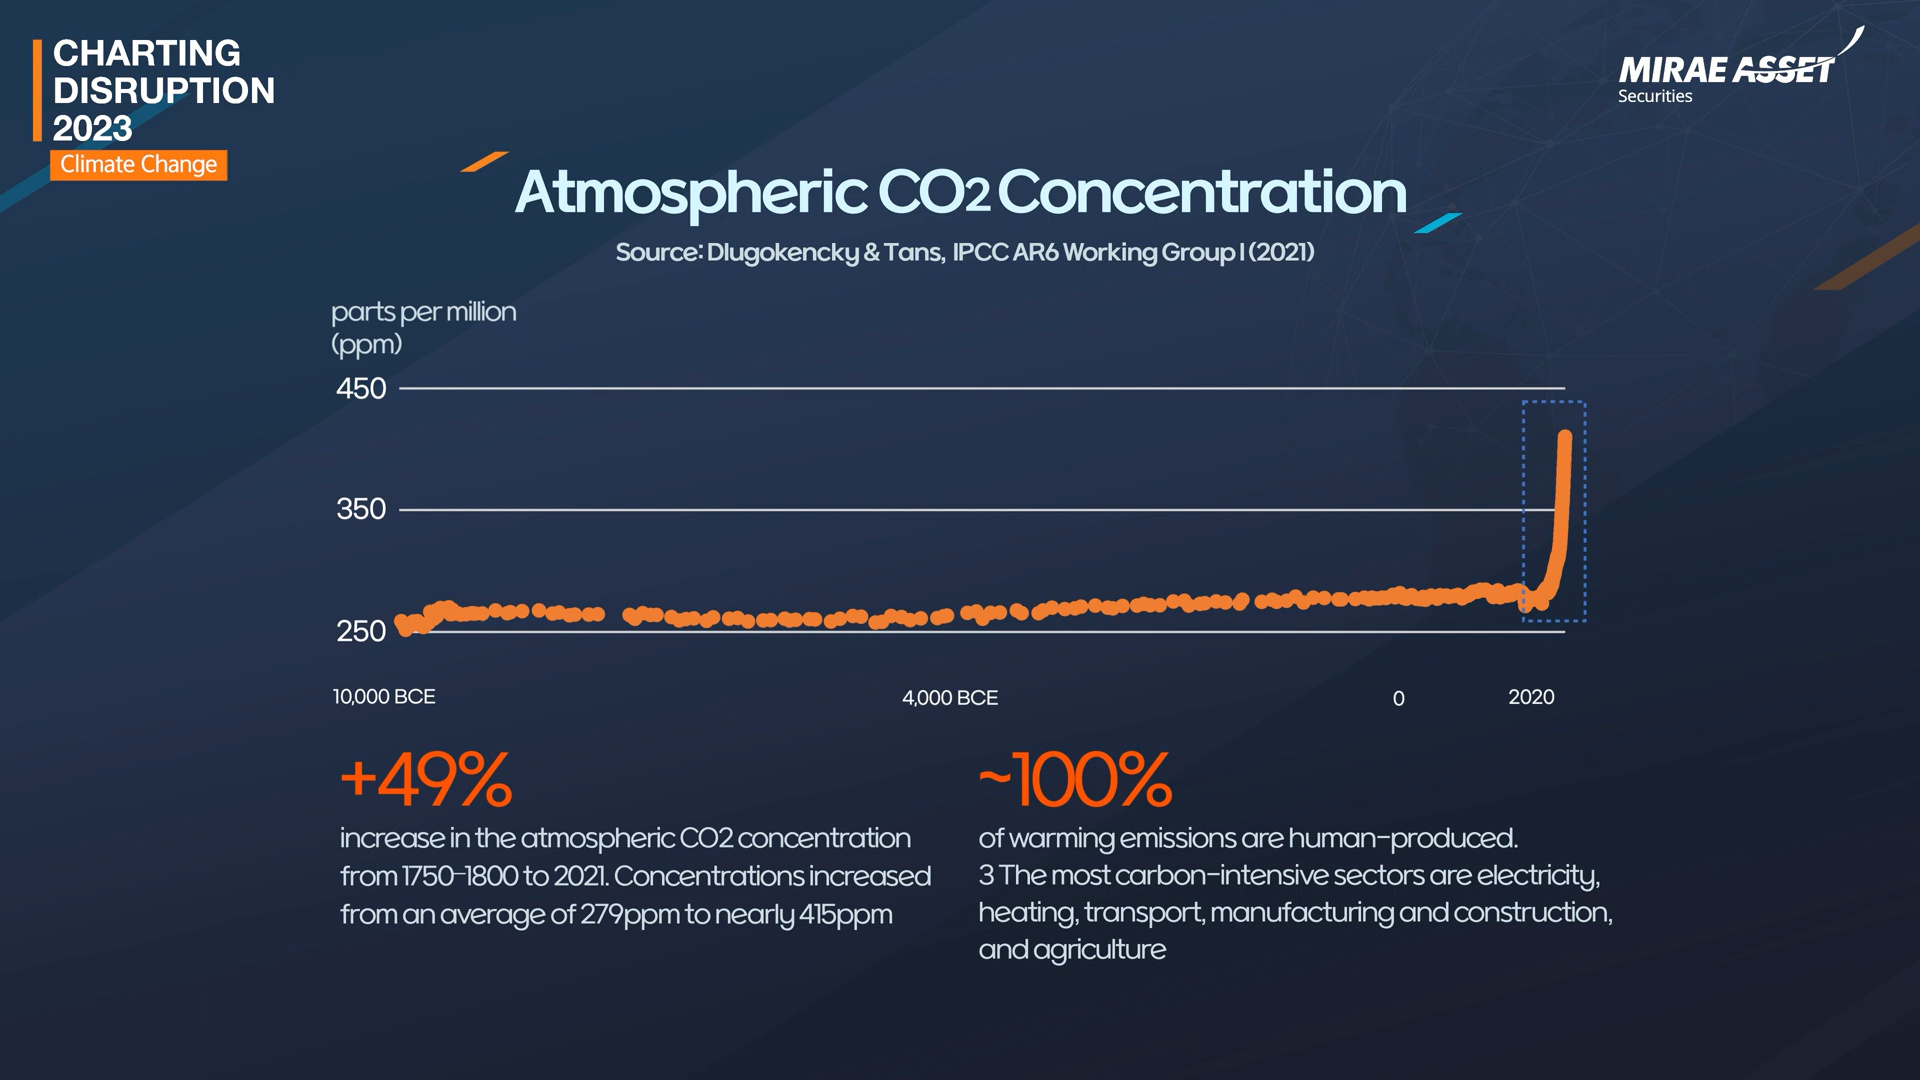 CHARTING
DISRUPTION
2023
Climate Change
MIRAE ASSET
Securities
Atmospheric CO2 Concentration
Source: Dlugokencky & Tans, IPCC AR6 Working Group I (2021)
parts per million
(ppm)
450
350
250
10,000 BCE
4,000 BCE
0
2020
+49%
increase in the atmospheric CO2 concentration
from 1750–1800 to 2021. Concentrations increased
from an average of 279ppm to nearly 415ppm
~100%
of warming emissions are human-produced.
3 The most carbon-intensive sectors are electricity,
heating, transport, manufacturing and construction,
and agriculture